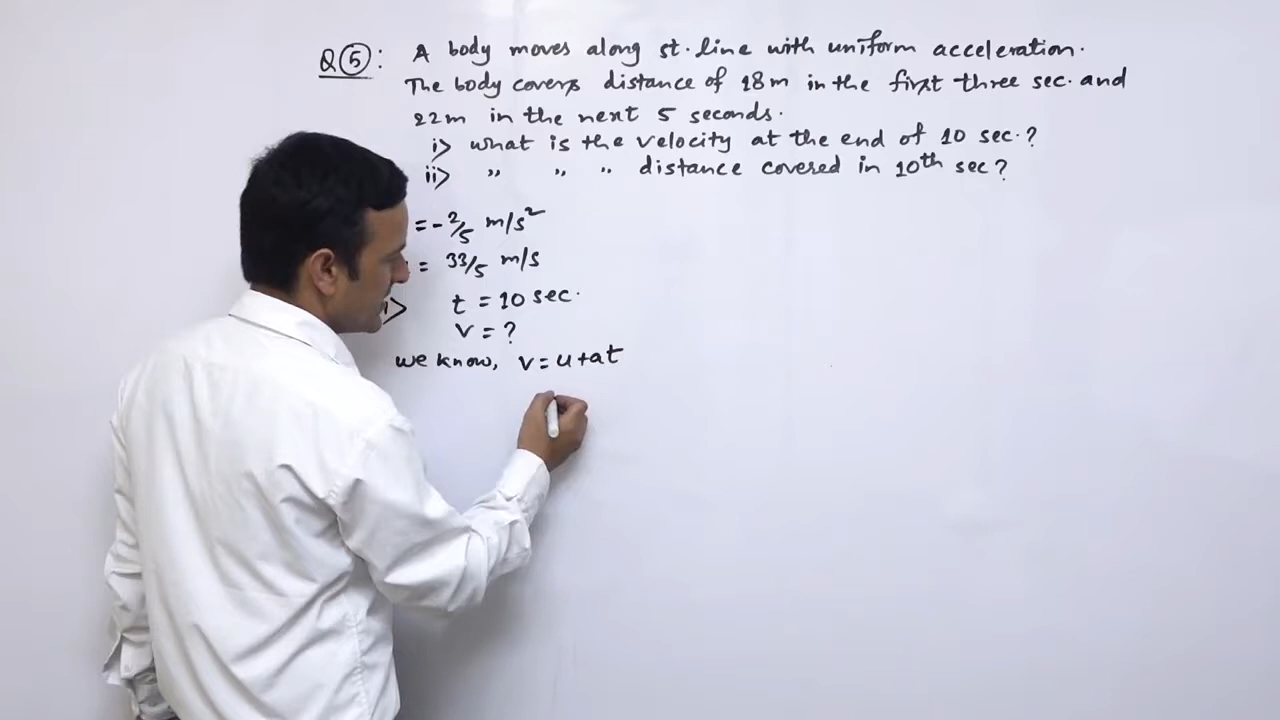 Q⑤: A body moves along st. line with uniform acceleration.
The body covers distance of 18m in the first three sec. and
22m in the next 5 seconds.
i> what is the velocity at the end of 10 sec.?
ii> ,, ,, ,, distance covered in 10th sec?
= -2/5 m/s²
= 33/5 m/s
> t = 10 sec.
v = ?
we know, v = u+at